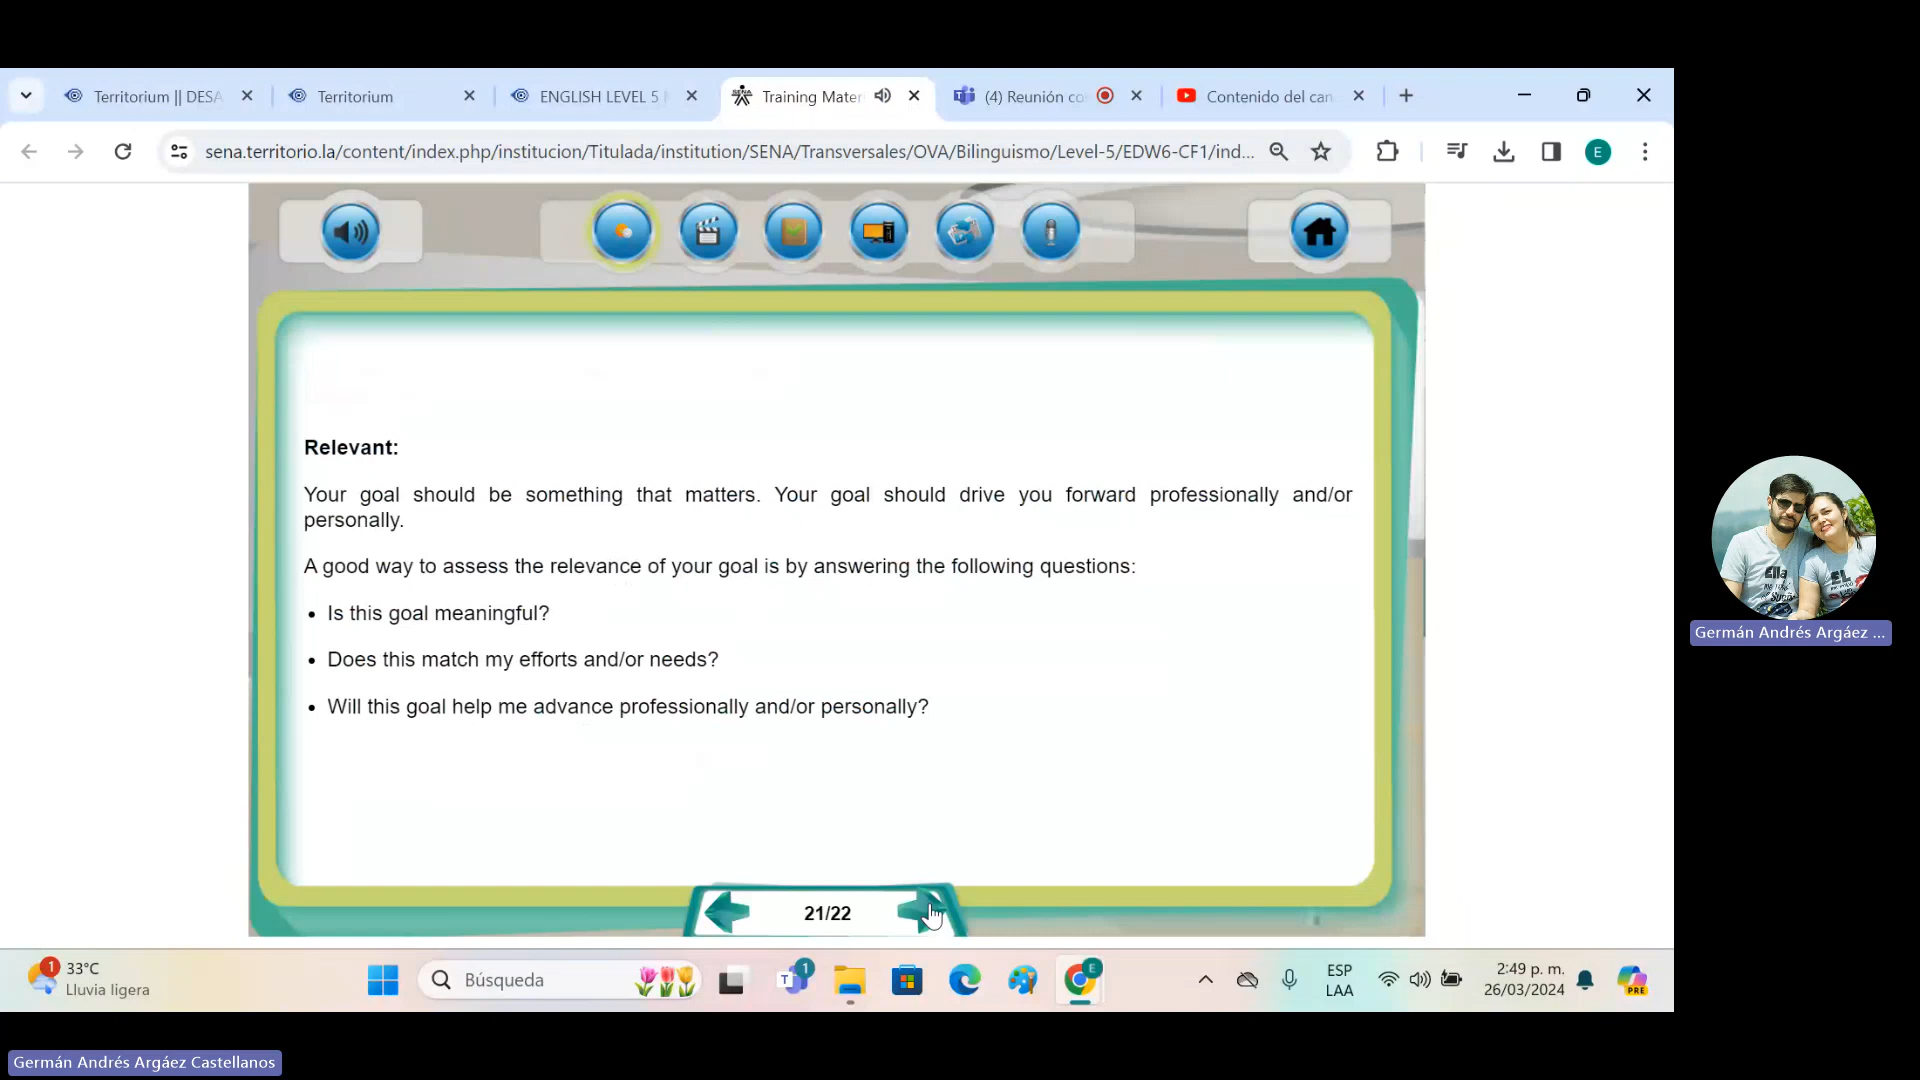 Territorium || DESA
Territorium
ENGLISH LEVEL 5
Training Mater
(4) Reunión co
Contenido del can
sena.territorio.la/content/index.php/institucion/Titulada/institution/SENA/Transversales/OVA/Bilinguismo/Level-5/EDW6-CF1/ind...
E
Relevant:
Your goal should be something that matters. Your goal should drive you forward professionally and/or
personally.
A good way to assess the relevance of your goal is by answering the following questions:
• Is this goal meaningful?
• Does this match my efforts and/or needs?
• Will this goal help me advance professionally and/or personally?
21/22
Ella
EL
Germán Andrés Argáez ...
1
33°C
Lluvia ligera
Búsqueda
1
T
E
ESP
LAA
2:49 p. m.
26/03/2024
PRE
Germán Andrés Argáez Castellanos